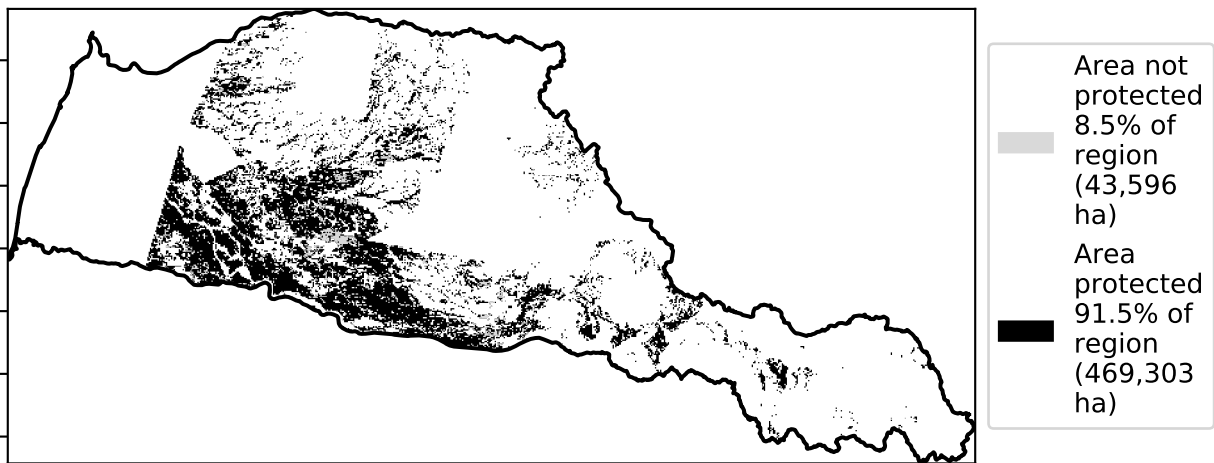 Area not
protected
8.5% of
region
(43,596
ha)
Area
protected
91.5% of
region
(469,303
ha)